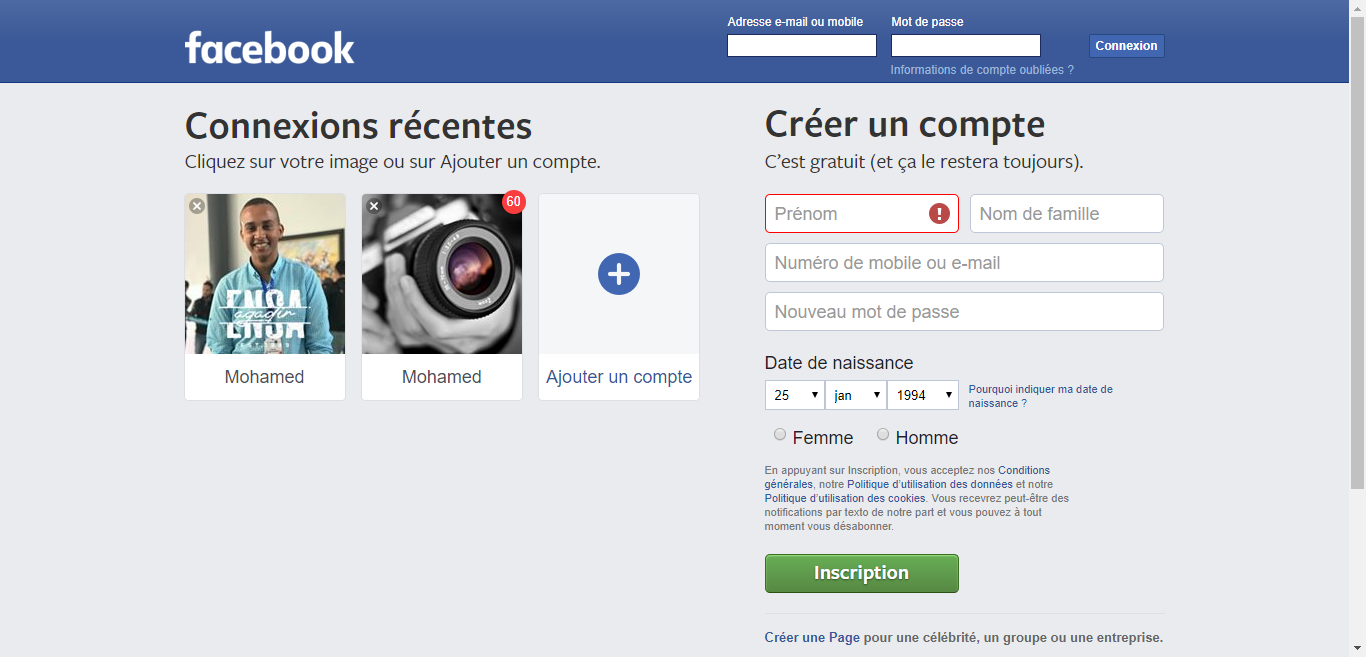 facebook
Adresse e-mail ou mobile
Mot de passe
Connexion
Informations de compte oubliées ?
Connexions récentes
Cliquez sur votre image ou sur Ajouter un compte.
60
ENSA
agadir
ENSA
Mohamed
Mohamed
Ajouter un compte
Créer un compte
C'est gratuit (et ça le restera toujours).
Prénom
Nom de famille
Numéro de mobile ou e-mail
Nouveau mot de passe
Date de naissance
25 jan 1994
Pourquoi indiquer ma date de
naissance ?
Femme Homme
En appuyant sur Inscription, vous acceptez nos Conditions
générales, notre Politique d'utilisation des données et notre
Politique d'utilisation des cookies. Vous recevrez peut-être des
notifications par texto de notre part et vous pouvez à tout
moment vous désabonner.
Inscription
Créer une Page pour une célébrité, un groupe ou une entreprise.